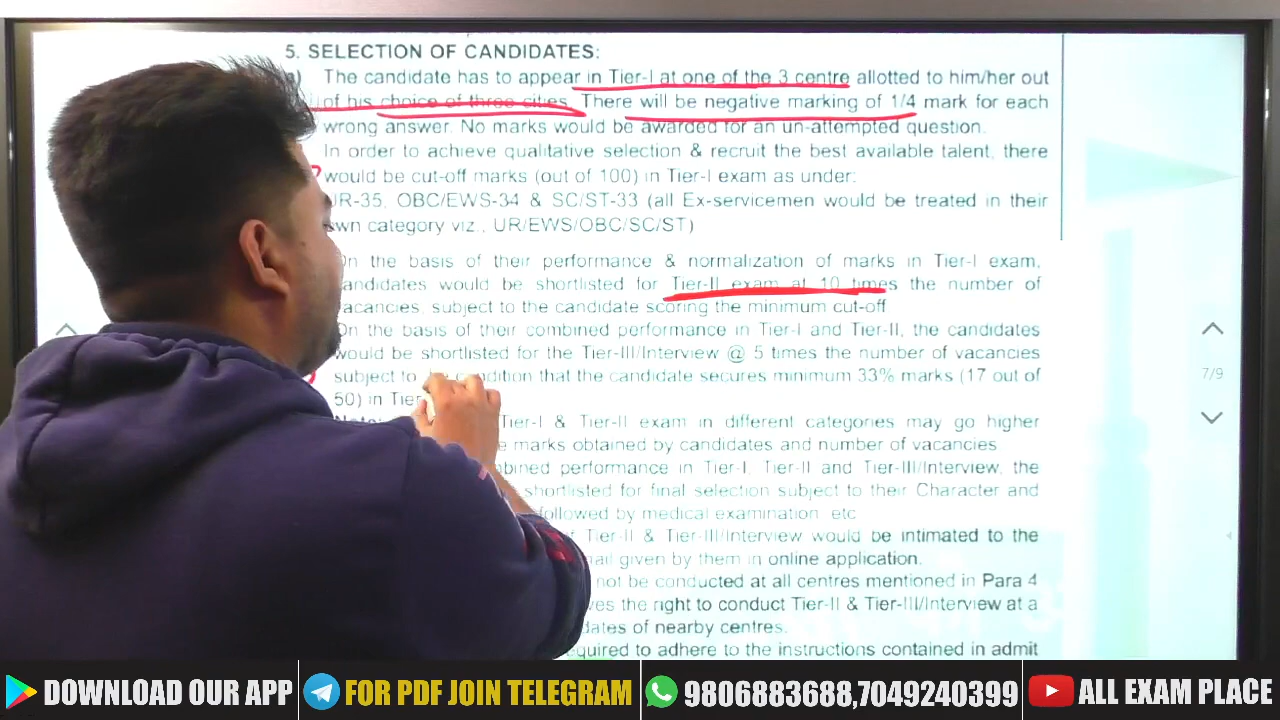 5. SELECTION OF CANDIDATES:
The candidate has to appear in Tier-I at one of the 3 centre allotted to him/her out
of his choice of three cities. There will be negative marking of 1/4 mark for each
wrong answer. No marks would be awarded for an un-attempted question.
In order to achieve qualitative selection & recruit the best available talent, there
would be cut-off marks (out of 100) in Tier-I exam as under:
UR-35, OBC/EWS-34 & SC/ST-33 (all Ex-servicemen would be treated in their
own category viz., UR/EWS/OBC/SC/ST)
On the basis of their performance & normalization of marks in Tier-I exam,
candidates would be shortlisted for Tier-II exam at 10 times the number of
vacancies, subject to the candidate scoring the minimum cut-off
On the basis of their combined performance in Tier-I and Tier-II, the candidates
would be shortlisted for the Tier-III/Interview @ 5 times the number of vacancies
subject to condition that the candidate secures minimum 33% marks (17 out of
50) in Tier
Note: Tier-I & Tier-II exam in different categories may go higher
marks obtained by candidates and number of vacancies
performance in Tier-I, Tier-II and Tier-III/Interview, the
shortlisted for final selection subject to their Character and
followed by medical examination etc
Tier-II & Tier-III/Interview would be intimated to the
given by them in online application.
not be conducted at all centres mentioned in Para 4
the right to conduct Tier-II & Tier-III/Interview at a
of nearby centres.
to adhere to the instructions contained in admit
7/9
DOWNLOAD OUR APP
FOR PDF JOIN TELEGRAM
9806883688,7049240399
ALL EXAM PLACE